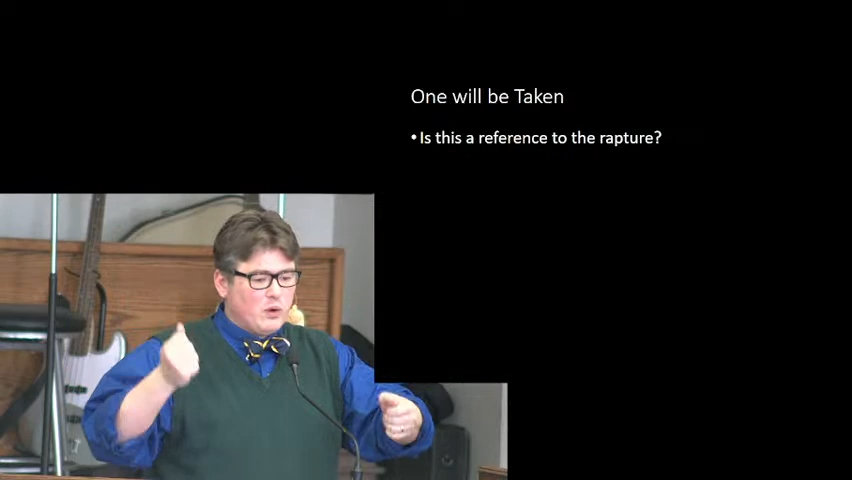 One will be Taken
• Is this a reference to the rapture?